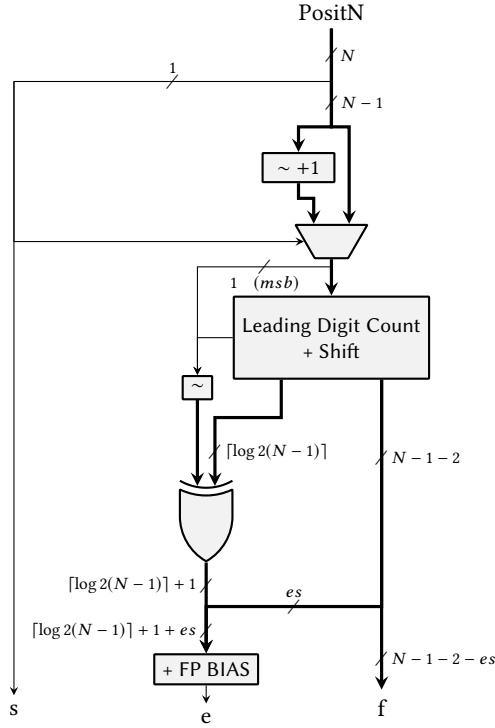 PositN
N
1
N − 1
~ +1
1 (msb)
Leading Digit Count
+ Shift
~
⌈log 2(N−1)⌉
N − 1 − 2
⌈log 2(N−1)⌉ + 1
es
⌈log 2(N−1)⌉ + 1 + es
N − 1 − 2 − es
+ FP BIAS
s
e
f